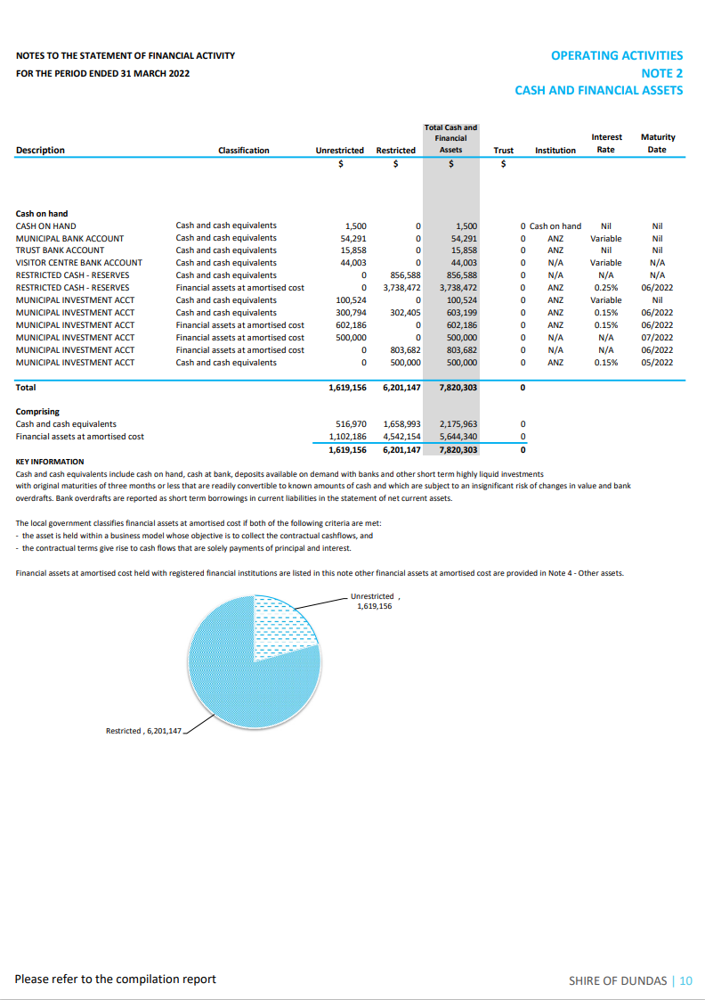 NOTES TO THE STATEMENT OF FINANCIAL ACTIVITY
FOR THE PERIOD ENDED 31 MARCH 2022
OPERATING ACTIVITIES
NOTE 2
CASH AND FINANCIAL ASSETS
Description Classification Unrestricted Restricted Total Cash and Financial Assets Trust Institution Interest Rate Maturity Date
$ $ $ $
Cash on hand
CASH ON HAND Cash and cash equivalents 1,500 0 1,500 0 Cash on hand Nil Nil
MUNICIPAL BANK ACCOUNT Cash and cash equivalents 54,291 0 54,291 0 ANZ Variable Nil
TRUST BANK ACCOUNT Cash and cash equivalents 15,858 0 15,858 0 ANZ Nil Nil
VISITOR CENTRE BANK ACCOUNT Cash and cash equivalents 44,003 0 44,003 0 N/A Variable N/A
RESTRICTED CASH - RESERVES Cash and cash equivalents 0 856,588 856,588 0 N/A N/A N/A
RESTRICTED CASH - RESERVES Financial assets at amortised cost 0 3,738,472 3,738,472 0 ANZ 0.25% 06/2022
MUNICIPAL INVESTMENT ACCT Cash and cash equivalents 100,524 0 100,524 0 ANZ Variable Nil
MUNICIPAL INVESTMENT ACCT Cash and cash equivalents 300,794 302,405 603,199 0 ANZ 0.15% 06/2022
MUNICIPAL INVESTMENT ACCT Financial assets at amortised cost 602,186 0 602,186 0 ANZ 0.15% 06/2022
MUNICIPAL INVESTMENT ACCT Financial assets at amortised cost 500,000 0 500,000 0 N/A N/A 07/2022
MUNICIPAL INVESTMENT ACCT Financial assets at amortised cost 0 803,682 803,682 0 N/A N/A 06/2022
MUNICIPAL INVESTMENT ACCT Cash and cash equivalents 0 500,000 500,000 0 ANZ 0.15% 05/2022
Total 1,619,156 6,201,147 7,820,303 0
Comprising
Cash and cash equivalents 516,970 1,658,993 2,175,963 0
Financial assets at amortised cost 1,102,186 4,542,154 5,644,340 0
1,619,156 6,201,147 7,820,303 0
KEY INFORMATION
Cash and cash equivalents include cash on hand, cash at bank, deposits available on demand with banks and other short term highly liquid investments
with original maturities of three months or less that are readily convertible to known amounts of cash and which are subject to an insignificant risk of changes in value and bank
overdrafts. Bank overdrafts are reported as short term borrowings in current liabilities in the statement of net current assets.
The local government classifies financial assets at amortised cost if both of the following criteria are met:
- the asset is held within a business model whose objective is to collect the contractual cashflows, and
- the contractual terms give rise to cash flows that are solely payments of principal and interest.
Financial assets at amortised cost held with registered financial institutions are listed in this note other financial assets at amortised cost are provided in Note 4 - Other assets.
Unrestricted ,
1,619,156
Restricted , 6,201,147
Please refer to the compilation report
SHIRE OF DUNDAS | 10